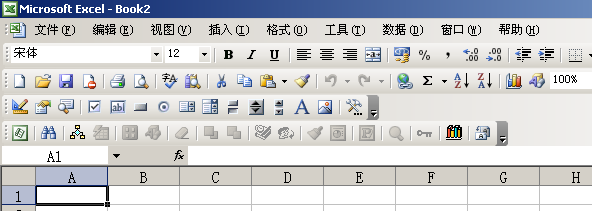 Microsoft Excel - Book2
文件(F) 编辑(E) 视图(V) 插入(I) 格式(O) 工具(T) 数据(D) 窗口(W) 帮助(H)
宋体 12 B I U % ,
Σ 100%
ab A
A1 fx
A B C D E F G H
1